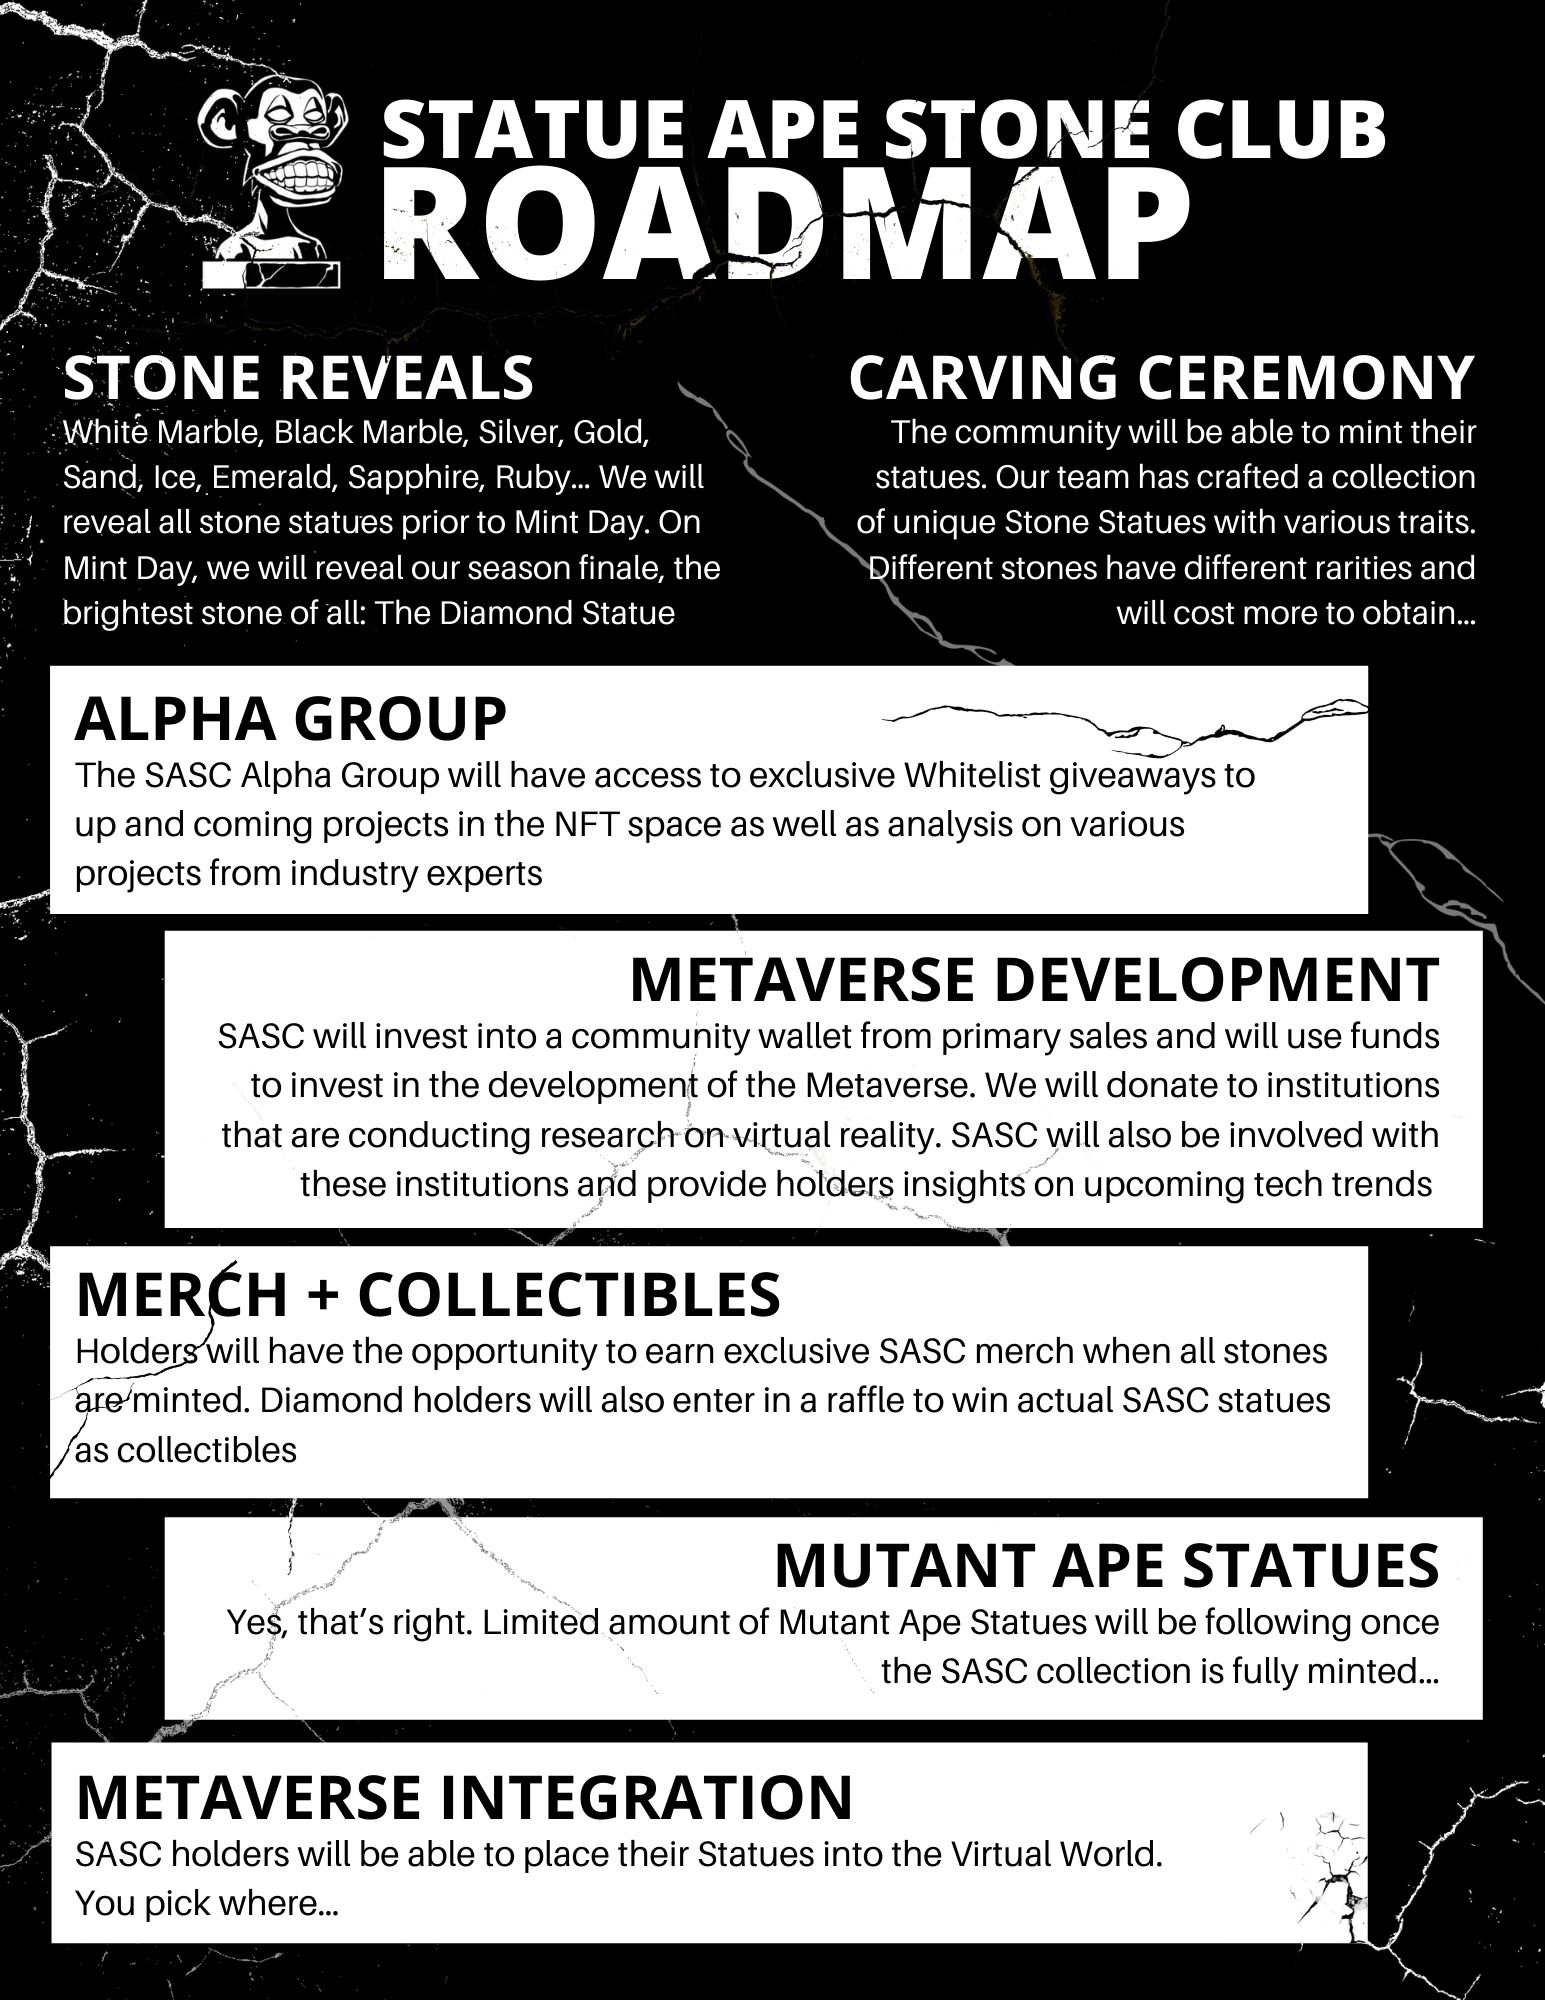 STATUE APE STONE CLUB
ROADMAP
STONE REVEALS
White Marble, Black Marble, Silver, Gold,
Sand, Ice, Emerald, Sapphire, Ruby... We will
reveal all stone statues prior to Mint Day. On
Mint Day, we will reveal our season finale, the
brightest stone of all: The Diamond Statue
CARVING CEREMONY
The community will be able to mint their
statues. Our team has crafted a collection
of unique Stone Statues with various traits.
Different stones have different rarities and
will cost more to obtain...
ALPHA GROUP
The SASC Alpha Group will have access to exclusive Whitelist giveaways to
up and coming projects in the NFT space as well as analysis on various
projects from industry experts
METAVERSE DEVELOPMENT
SASC will invest into a community wallet from primary sales and will use funds
to invest in the development of the Metaverse. We will donate to institutions
that are conducting research on virtual reality. SASC will also be involved with
these institutions and provide holders insights on upcoming tech trends
MERCH + COLLECTIBLES
Holders will have the opportunity to earn exclusive SASC merch when all stones
are minted. Diamond holders will also enter in a raffle to win actual SASC statues
as collectibles
MUTANT APE STATUES
Yes, that's right. Limited amount of Mutant Ape Statues will be following once
the SASC collection is fully minted...
METAVERSE INTEGRATION
SASC holders will be able to place their Statues into the Virtual World.
You pick where...